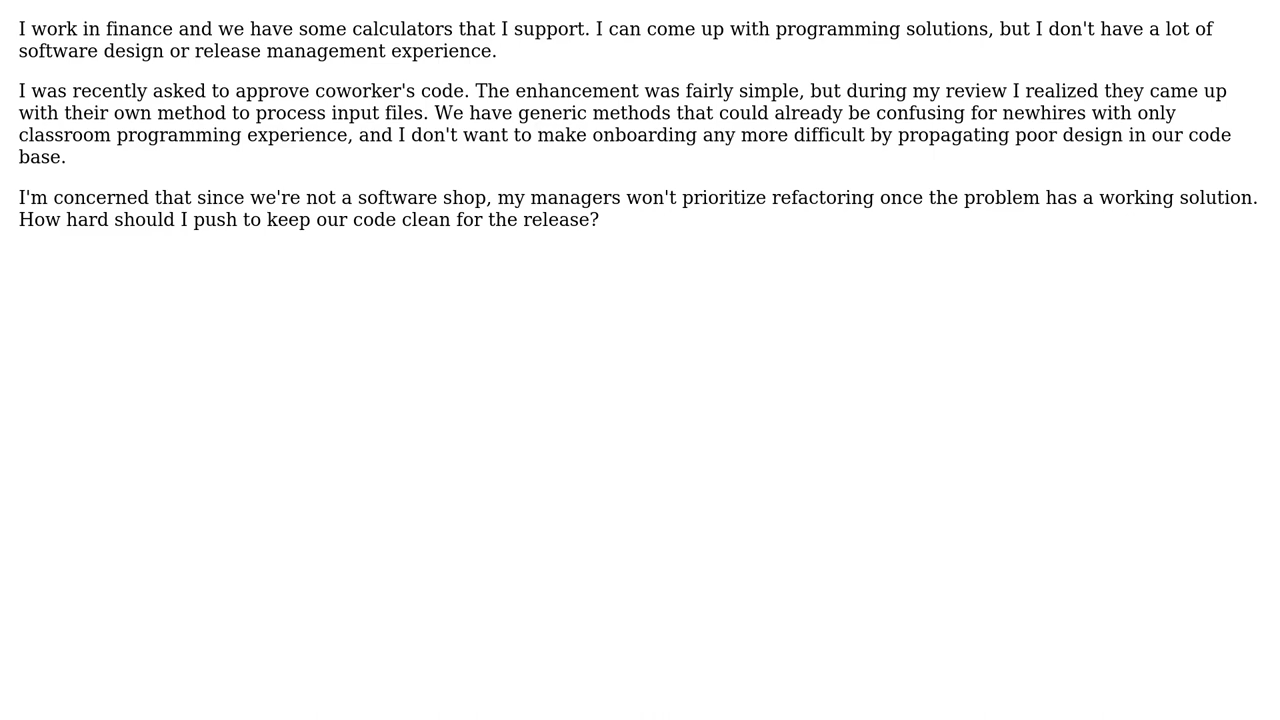 I work in finance and we have some calculators that I support. I can come up with programming solutions, but I don't have a lot of
software design or release management experience.
I was recently asked to approve coworker's code. The enhancement was fairly simple, but during my review I realized they came up
with their own method to process input files. We have generic methods that could already be confusing for newhires with only
classroom programming experience, and I don't want to make onboarding any more difficult by propagating poor design in our code
base.
I'm concerned that since we're not a software shop, my managers won't prioritize refactoring once the problem has a working solution.
How hard should I push to keep our code clean for the release?